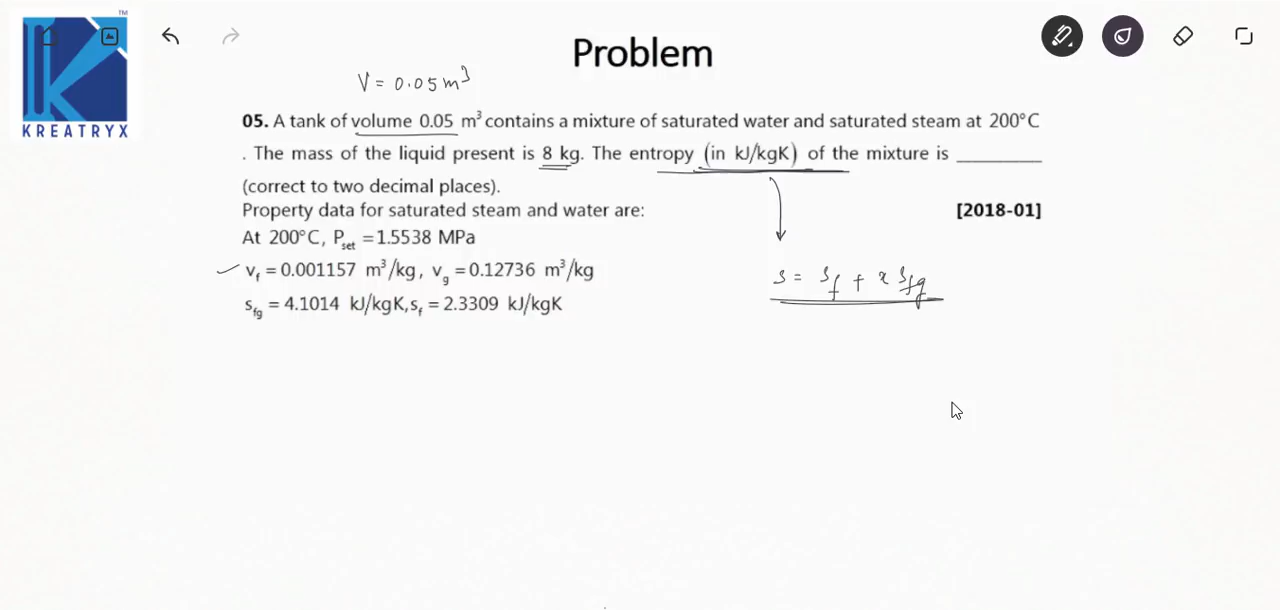 TM
KREATRYX
Problem
V = 0.05 m³
05. A tank of volume 0.05 m³ contains a mixture of saturated water and saturated steam at 200°C
. The mass of the liquid present is 8 kg. The entropy (in kJ/kgK) of the mixture is ________
(correct to two decimal places).
Property data for saturated steam and water are: [2018-01]
At 200°C, Pset =1.5538 MPa
vf = 0.001157 m³/kg, vg =0.12736 m³/kg
sfg = 4.1014 kJ/kgK,sf = 2.3309 kJ/kgK
s = sf + x sfg